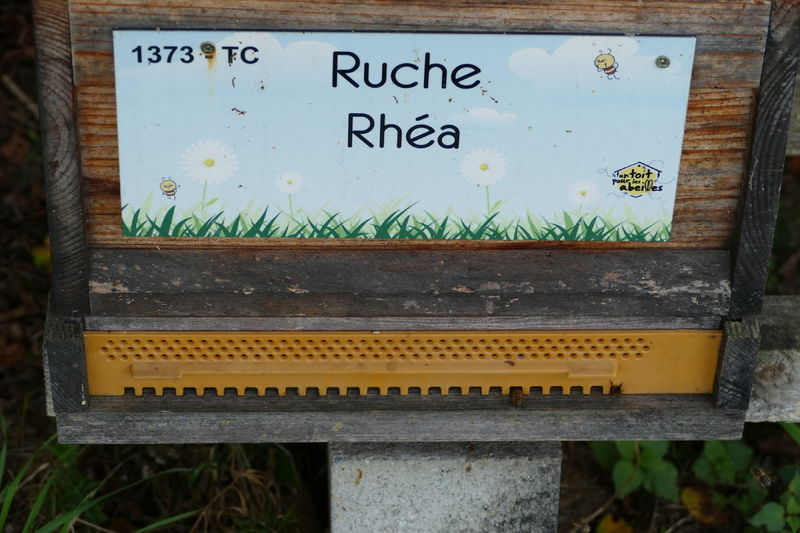 1373 - TC
Ruche
Rhéa
un toit
pour les
abeilles